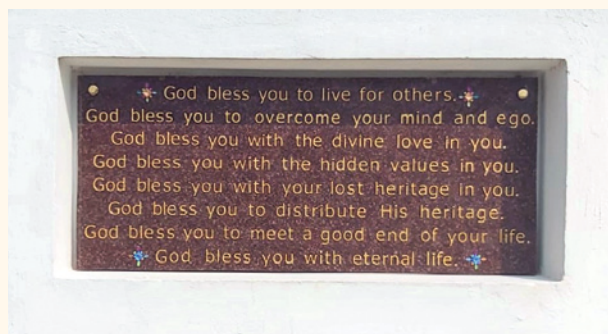 God bless you to live for others.
God bless you to overcome your mind and ego.
God bless you with the divine love in you.
God bless you with the hidden values in you.
God bless you with your lost heritage in you.
God bless you to distribute His heritage.
God bless you to meet a good end of your life.
God bless you with eternal life.